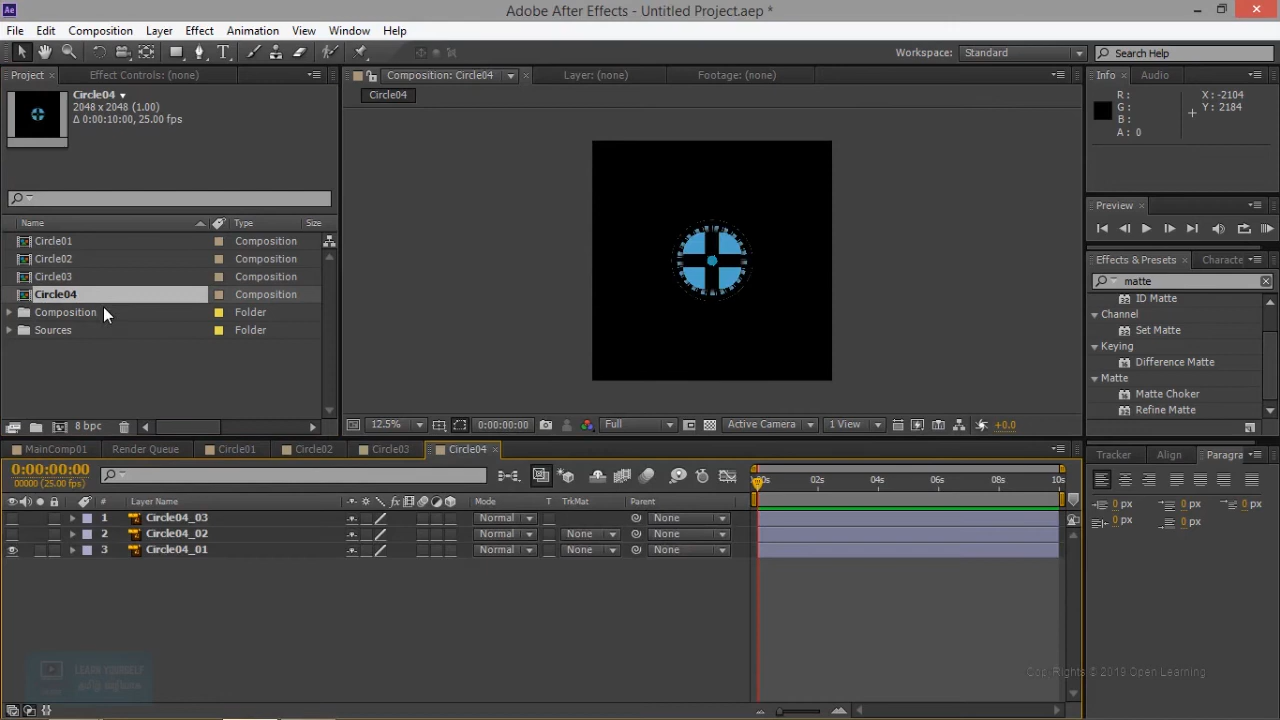 Ae
Adobe After Effects - Untitled Project.aep *
File Edit Composition Layer Effect Animation View Window Help
Workspace: Standard Search Help
Project Effect Controls: (none)
Circle04
2048 x 2048 (1.00)
Δ 0:00:10:00, 25.00 fps
Name Type Size
Circle01 Composition
Circle02 Composition
Circle03 Composition
Circle04 Composition
Composition Folder
Sources Folder
8 bpc
Composition: Circle04 Layer: (none) Footage: (none)
Circle04
12.5% 0:00:00:00 Full Active Camera 1 View +0.0
Info Audio
R : X: -2104
G : Y: 2184
B :
A : 0
Preview
Effects & Presets Characte
matte
ID Matte
Channel
Set Matte
Keying
Difference Matte
Matte
Matte Choker
Refine Matte
MainComp01 Render Queue Circle01 Circle02 Circle03 Circle04
0:00:00:00
00000 (25.00 fps)
# Layer Name fx Mode T TrkMat Parent
02s 04s 06s 08s 10s
1 Circle04_03 Normal None
2 Circle04_02 Normal None None
3 Circle04_01 Normal None None
Tracker Align Paragra
0 px 0 px 0 px
0 px 0 px
LEARN YOURSELF
Copy Rights © 2019 Open Learning